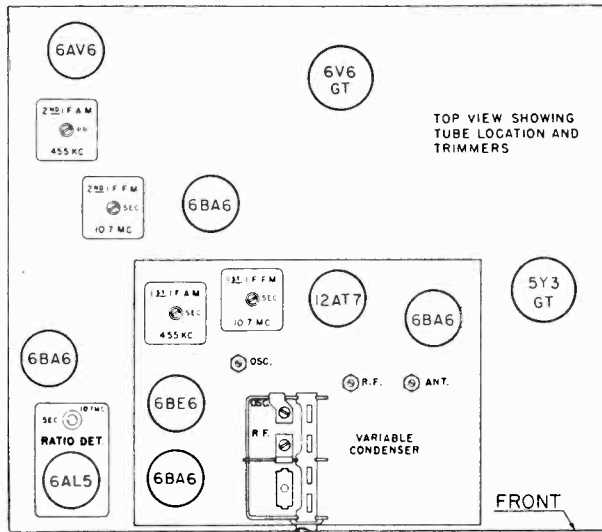 6AV6
6V6
GT
TOP VIEW SHOWING
TUBE LOCATION AND
TRIMMERS
2ND I F A M
PR
455 KC
2ND I F F M
SEC
10.7 MC
6BA6
1ST. I F A M
SEC
455 KC
1ST. I F F M
SEC
10.7 MC
12AT7
6BA6
5Y3
GT
6BA6
OSC.
R.F.
ANT.
6BE6
OSC.
R F.
VARIABLE
CONDENSER
SEC
10.7MC
RATIO DET.
6AL5
6BA6
FRONT